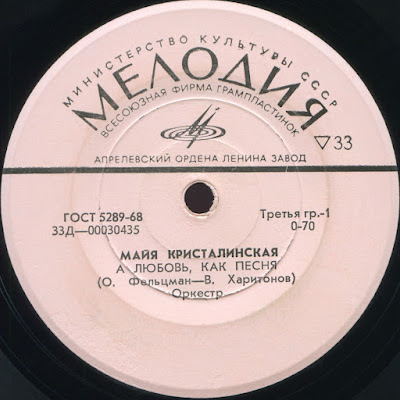 МИНИСТЕРСТВО КУЛЬТУРЫ СССР
МЕЛОДИЯ
ВСЕСОЮЗНАЯ ФИРМА ГРАМПЛАСТИНОК
▽33
АПРЕЛЕВСКИЙ ОРДЕНА ЛЕНИНА ЗАВОД
ГОСТ 5289-68
33Д—00030435
Третья гр.-1
0-70
МАЙЯ КРИСТАЛИНСКАЯ
А ЛЮБОВЬ, КАК ПЕСНЯ
(О. Фельцман—В. Харитонов)
Оркестр